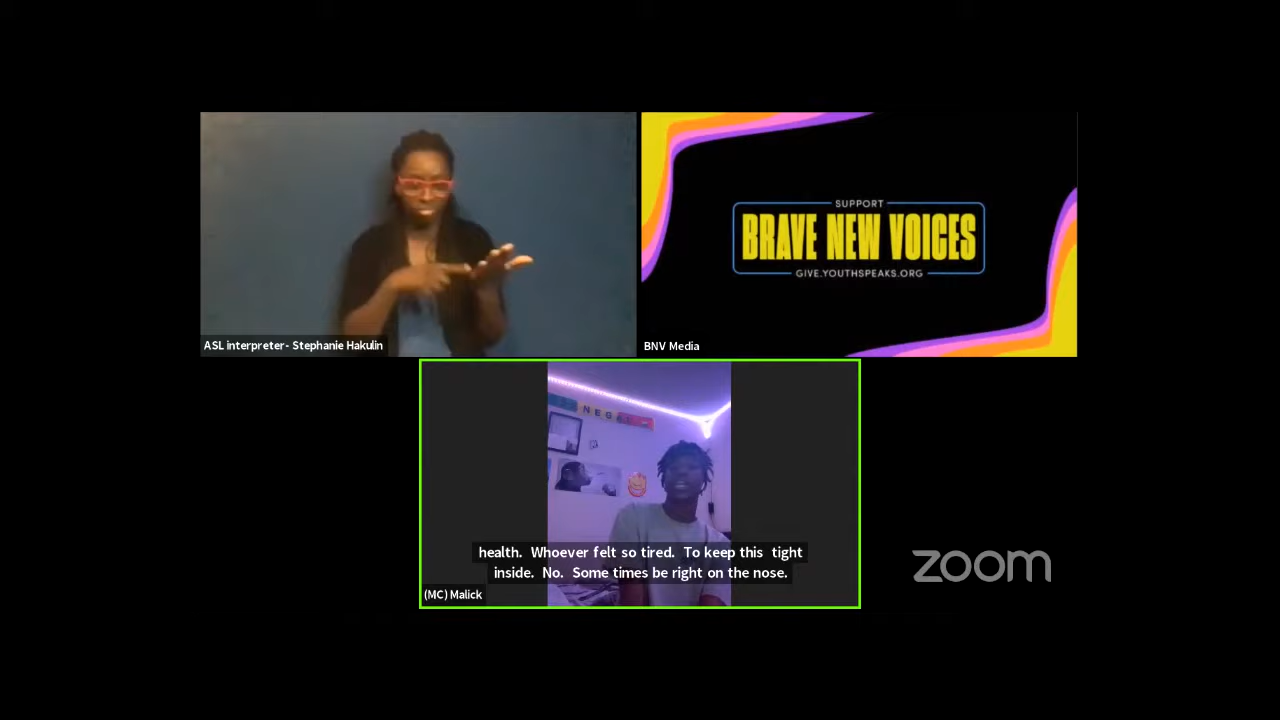 SUPPORT
BRAVE NEW VOICES
GIVE.YOUTHSPEAKS.ORG
ASL interpreter- Stephanie Hakulin
BNV Media
NEG
health. Whoever felt so tired. To keep this tight
inside. No. Some times be right on the nose.
(MC) Malick
zoom